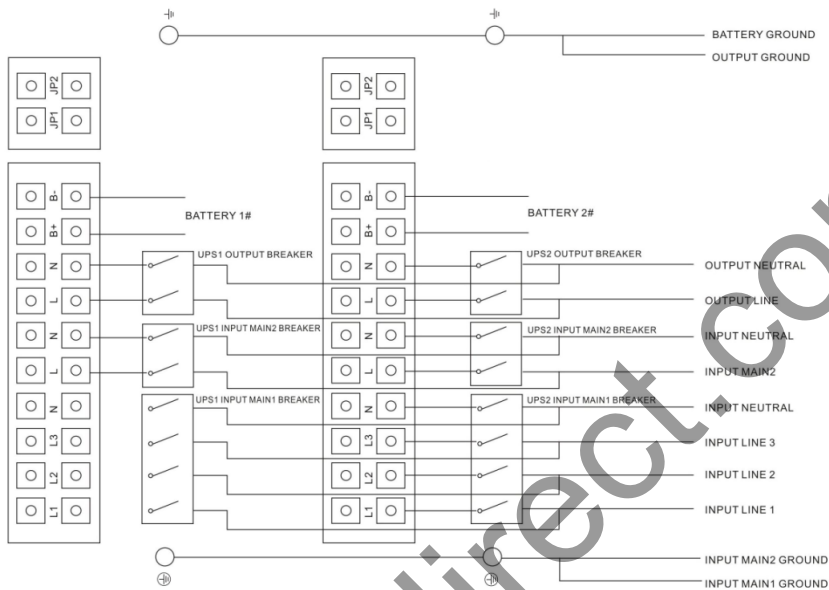 BATTERY GROUND
OUTPUT GROUND
JP2
JP1
JP2
JP1
B-
B+
N
L
N
L
N
L3
L2
L1
BATTERY 1#
UPS1 OUTPUT BREAKER
UPS1 INPUT MAIN2 BREAKER
UPS1 INPUT MAIN1 BREAKER
B-
B+
N
L
N
L
N
L3
L2
L1
BATTERY 2#
UPS2 OUTPUT BREAKER
UPS2 INPUT MAIN2 BREAKER
UPS2 INPUT MAIN1 BREAKER
OUTPUT NEUTRAL
OUTPUT LINE
INPUT NEUTRAL
INPUT MAIN2
INPUT NEUTRAL
INPUT LINE 3
INPUT LINE 2
INPUT LINE 1
INPUT MAIN2 GROUND
INPUT MAIN1 GROUND
direct.com